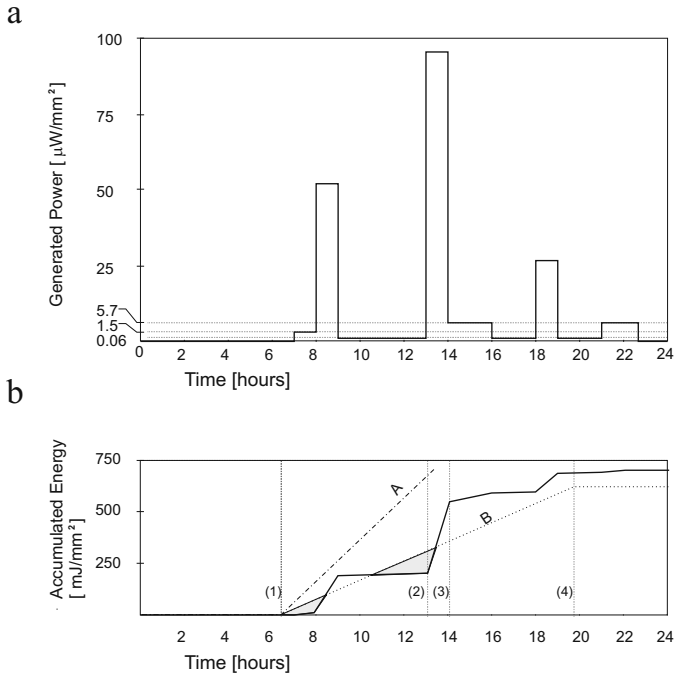 a
Generated Power [ μW/mm²]
100
75
50
25
5.7
1.5
0.06
0 2 4 6 8 10 12 14 16 18 20 22 24
Time [hours]
b
Accumulated Energy
[ mJ/mm²]
750
500
250
A
B
(1) (2) (3) (4)
2 4 6 8 10 12 14 16 18 20 22 24
Time [hours]